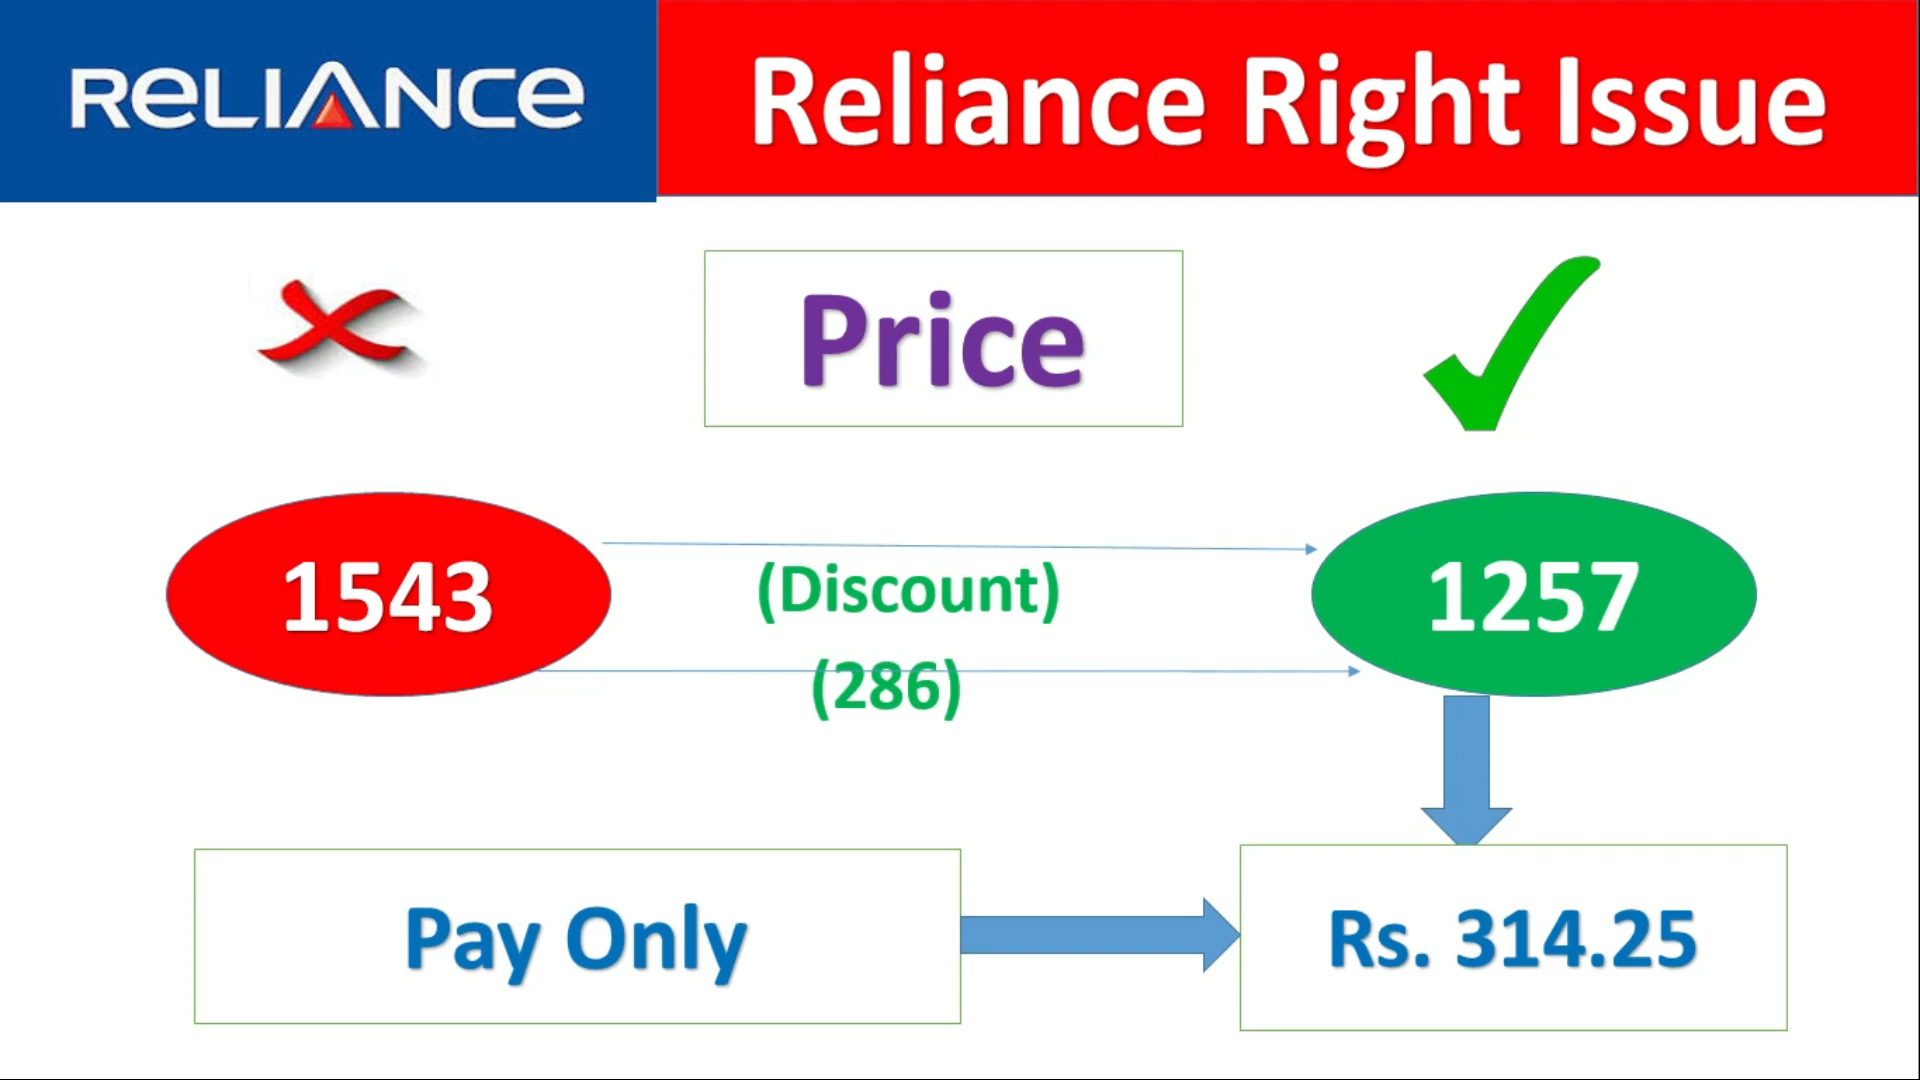 RELIANCE
Reliance Right Issue
Price
1543
(Discount)
(286)
1257
Pay Only
Rs. 314.25